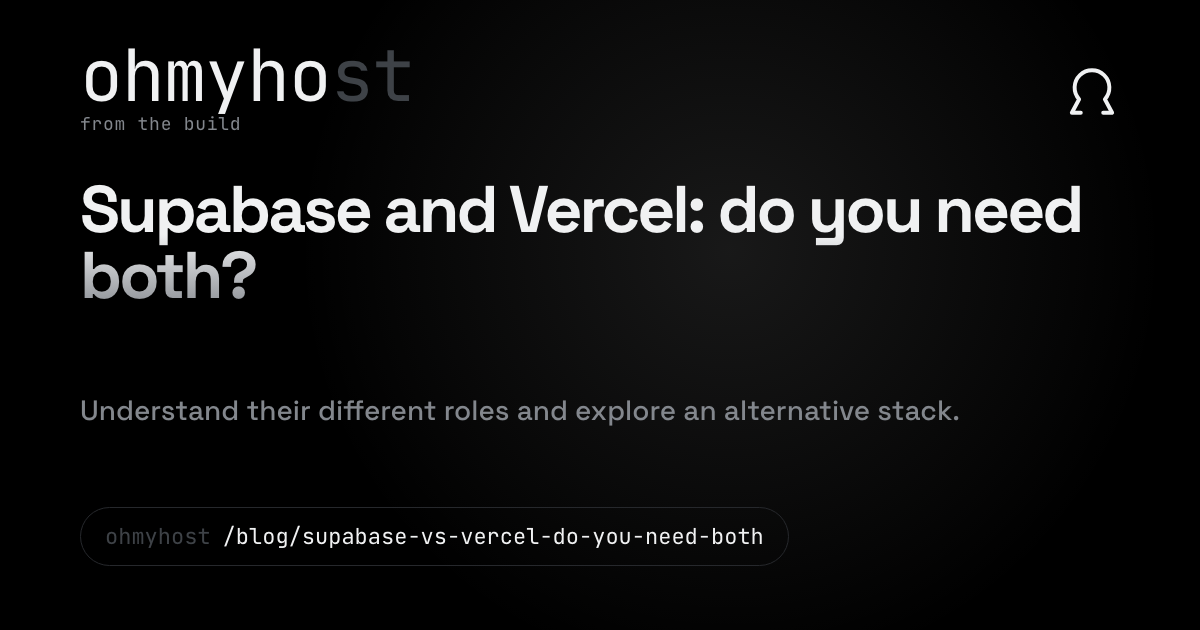 ohmyhost
from the build
Supabase and Vercel: do you need
both?
Understand their different roles and explore an alternative stack.
ohmyhost /blog/supabase-vs-vercel-do-you-need-both